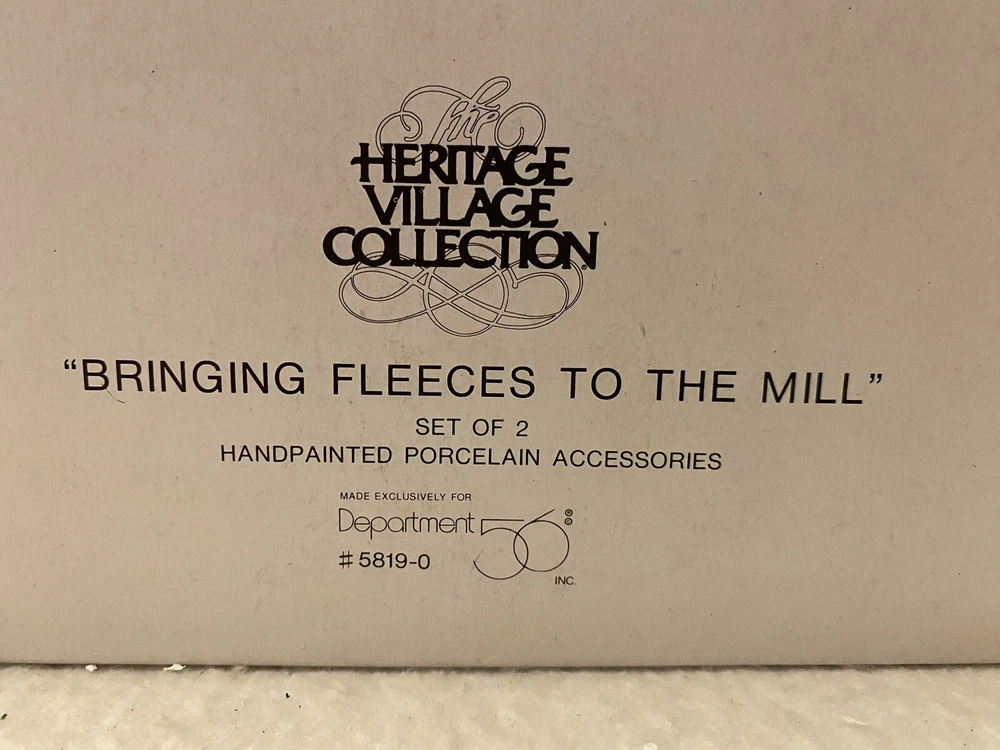 The
HERITAGE
VILLAGE
COLLECTION®
“BRINGING FLEECES TO THE MILL”
SET OF 2
HANDPAINTED PORCELAIN ACCESSORIES
MADE EXCLUSIVELY FOR
Department 56 ® ©
# 5819-0
INC.